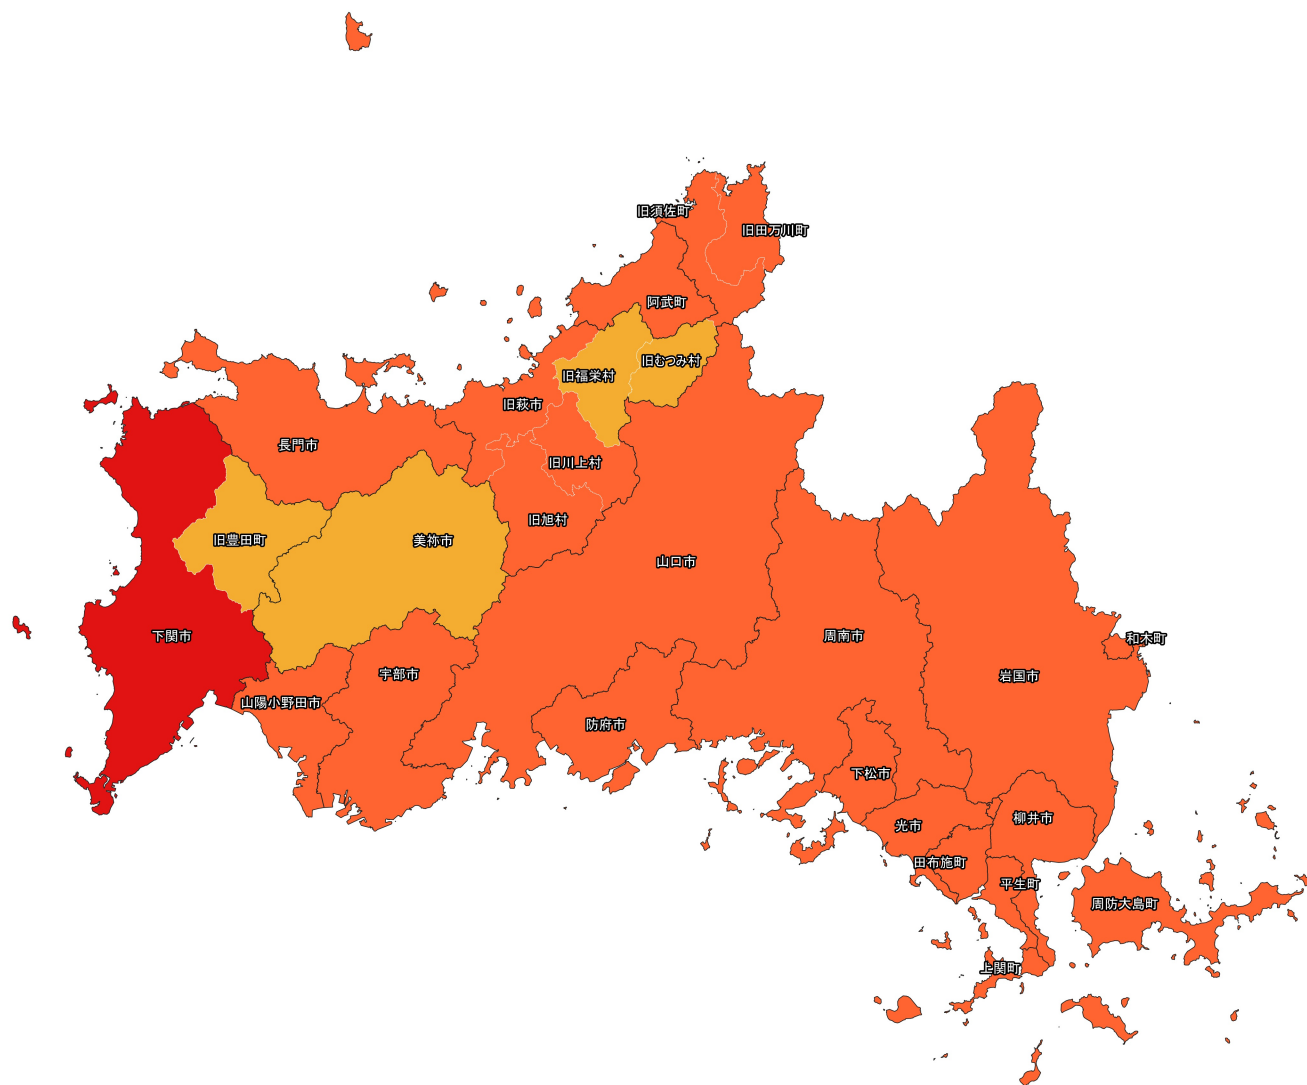 旧須佐町
旧田万川町
阿武町
旧むつみ村
旧福栄村
旧萩市
長門市
旧川上村
旧旭村
旧豊田町
美祢市
山口市
下関市
周南市
和木町
宇部市
岩国市
山陽小野田市
防府市
下松市
光市
柳井市
田布施町
平生町
周防大島町
上関町